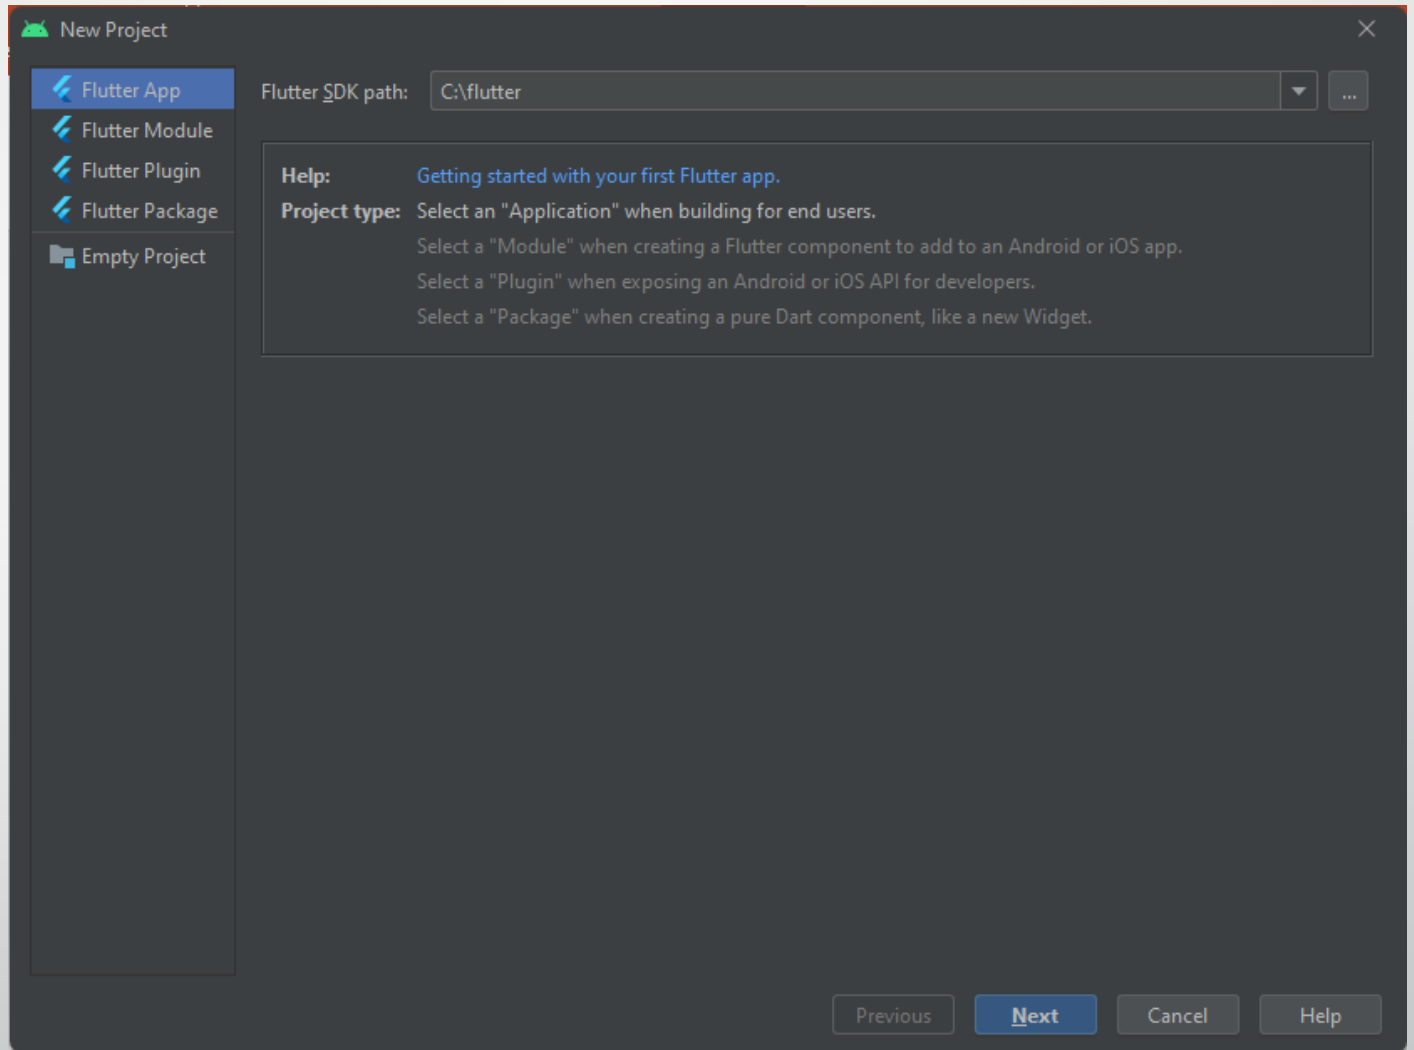 New Project
Flutter App
Flutter Module
Flutter Plugin
Flutter Package
Empty Project
Flutter SDK path: C:\flutter ...
Help: Getting started with your first Flutter app.
Project type: Select an "Application" when building for end users.
Select a "Module" when creating a Flutter component to add to an Android or iOS app.
Select a "Plugin" when exposing an Android or iOS API for developers.
Select a "Package" when creating a pure Dart component, like a new Widget.
Previous Next Cancel Help